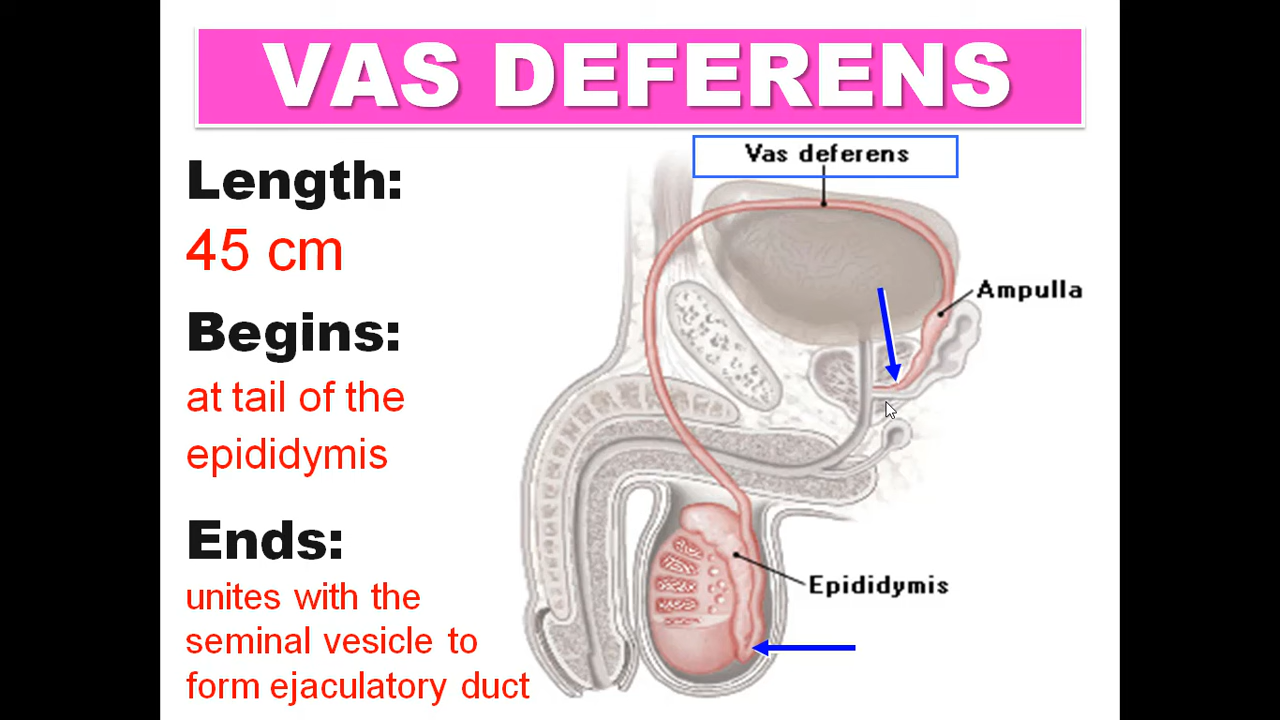 VAS DEFERENS
Length:
45 cm
Begins:
at tail of the
epididymis
Ends:
unites with the
seminal vesicle to
form ejaculatory duct
Vas deferens
Ampulla
Epididymis